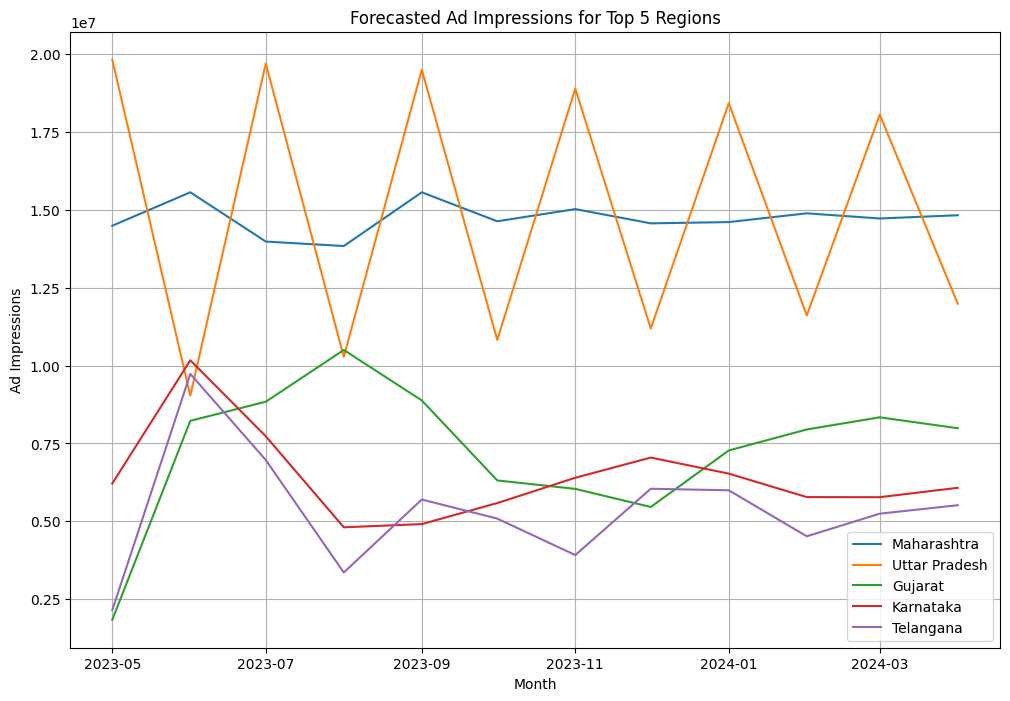 Forecasted Ad Impressions for Top 5 Regions
1e7
2.00
1.75
1.50
1.25
1.00
0.75
0.50
0.25
Ad Impressions
2023-05
2023-07
2023-09
2023-11
2024-01
2024-03
Month
Maharashtra
Uttar Pradesh
Gujarat
Karnataka
Telangana